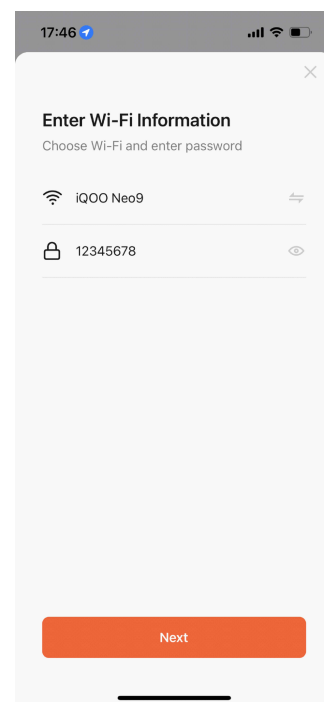 17:46
Enter Wi-Fi Information
Choose Wi-Fi and enter password
iQOO Neo9
12345678
Next